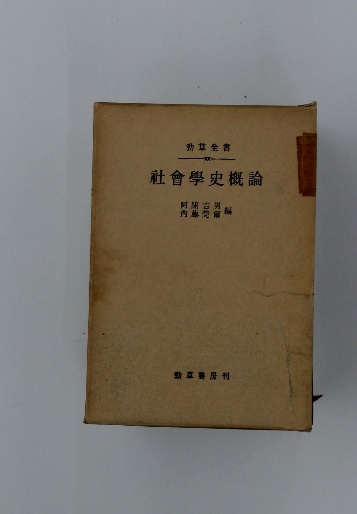 勁草全書
社會學史概論
阿閉吉男
內藤莞爾 編
勁草書房刊